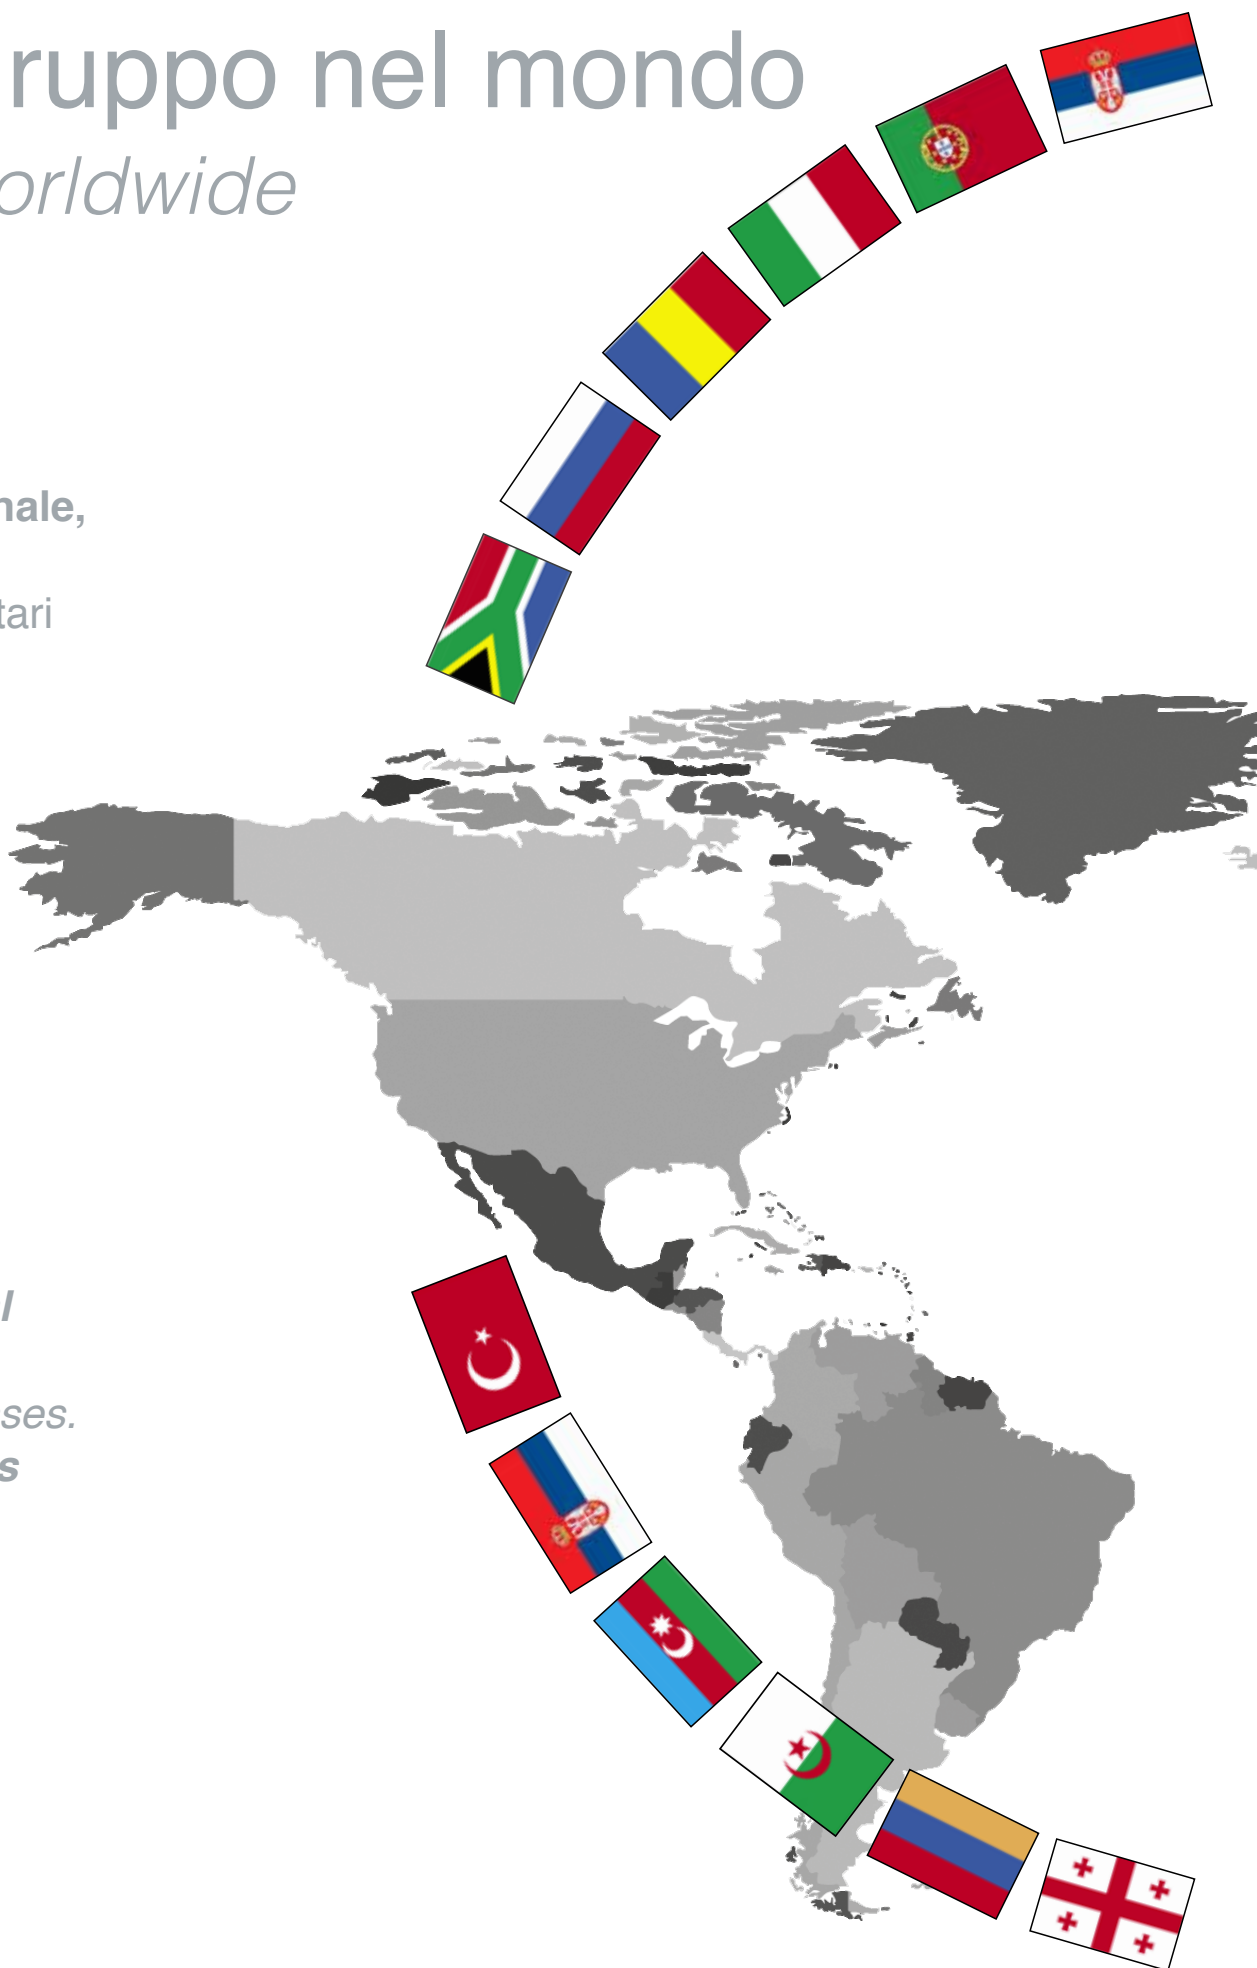 ruppo nel mondo
orldwide
nale,
tari
l
ses.
s